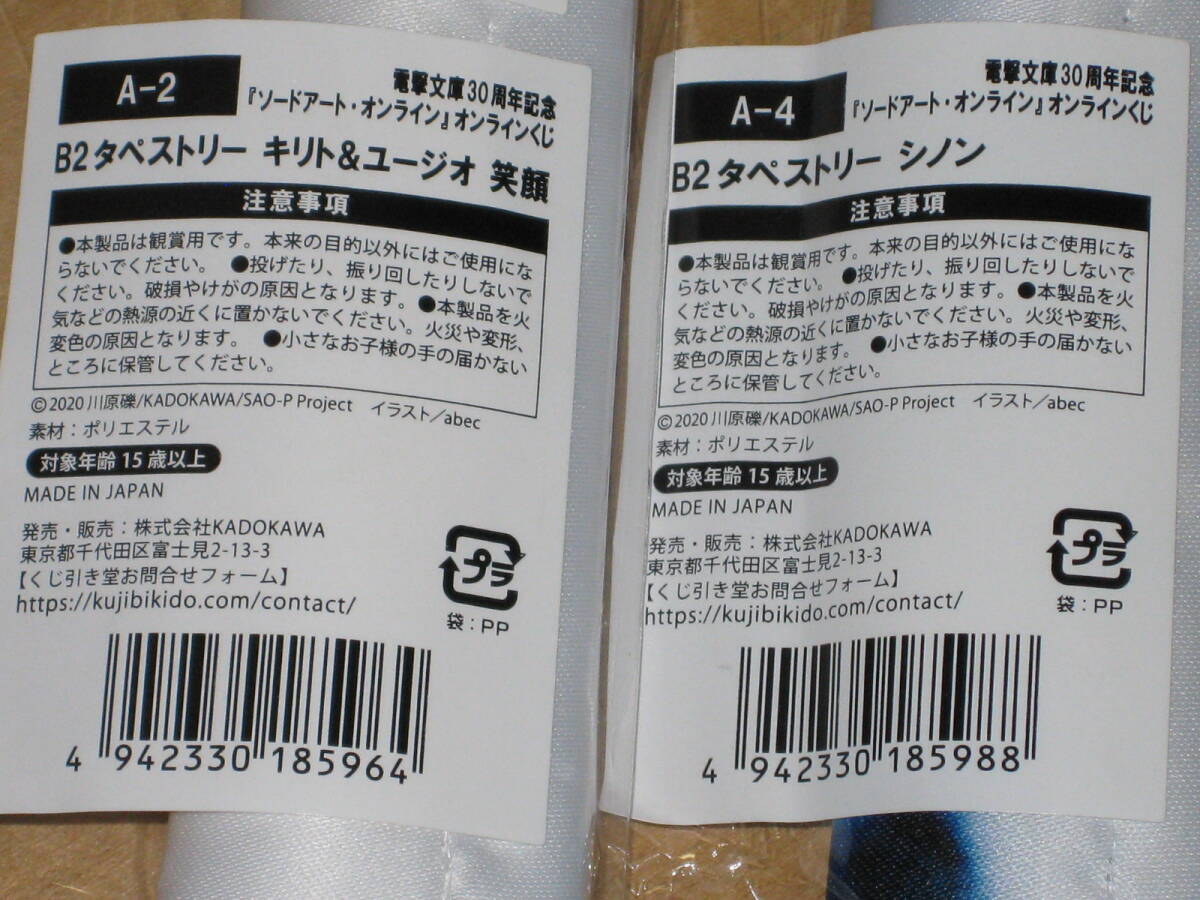 A-2
電撃文庫30周年記念
『ソードアート・オンライン』オンラインくじ
B2タペストリー キリト&ユージオ 笑顔
注意事項
●本製品は観賞用です。本来の目的以外にはご使用にな
らないでください。 ●投げたり、振り回したりしないで
ください。破損やけがの原因となります。●本製品を火
気などの熱源の近くに置かないでください。火災や変形、
変色の原因となります。 ●小さなお子様の手の届かない
ところに保管してください。
©2020 川原礫/KADOKAWA/SAO-P Project イラスト/abec
素材：ポリエステル
対象年齢 15 歳以上
MADE IN JAPAN
発売・販売：株式会社KADOKAWA
東京都千代田区富士見2-13-3
【くじ引き堂お問合せフォーム】
https://kujibikido.com/contact/
プラ
袋：PP
4 942330 185964
A-4
電撃文庫30周年記念
『ソードアート・オンライン』オンラインくじ
B2タペストリー シノン
注意事項
●本製品は観賞用です。本来の目的以外にはご使用にな
らないでください。 ●投げたり、振り回したりしないで
ください。破損やけがの原因となります。●本製品を火
気などの熱源の近くに置かないでください。火災や変形、
変色の原因となります。 ●小さなお子様の手の届かない
ところに保管してください。
©2020 川原礫/KADOKAWA/SAO-P Project イラスト/abec
素材：ポリエステル
対象年齢 15 歳以上
MADE IN JAPAN
発売・販売：株式会社KADOKAWA
東京都千代田区富士見2-13-3
【くじ引き堂お問合せフォーム】
https://kujibikido.com/contact/
プラ
袋：PP
4 942330 185988